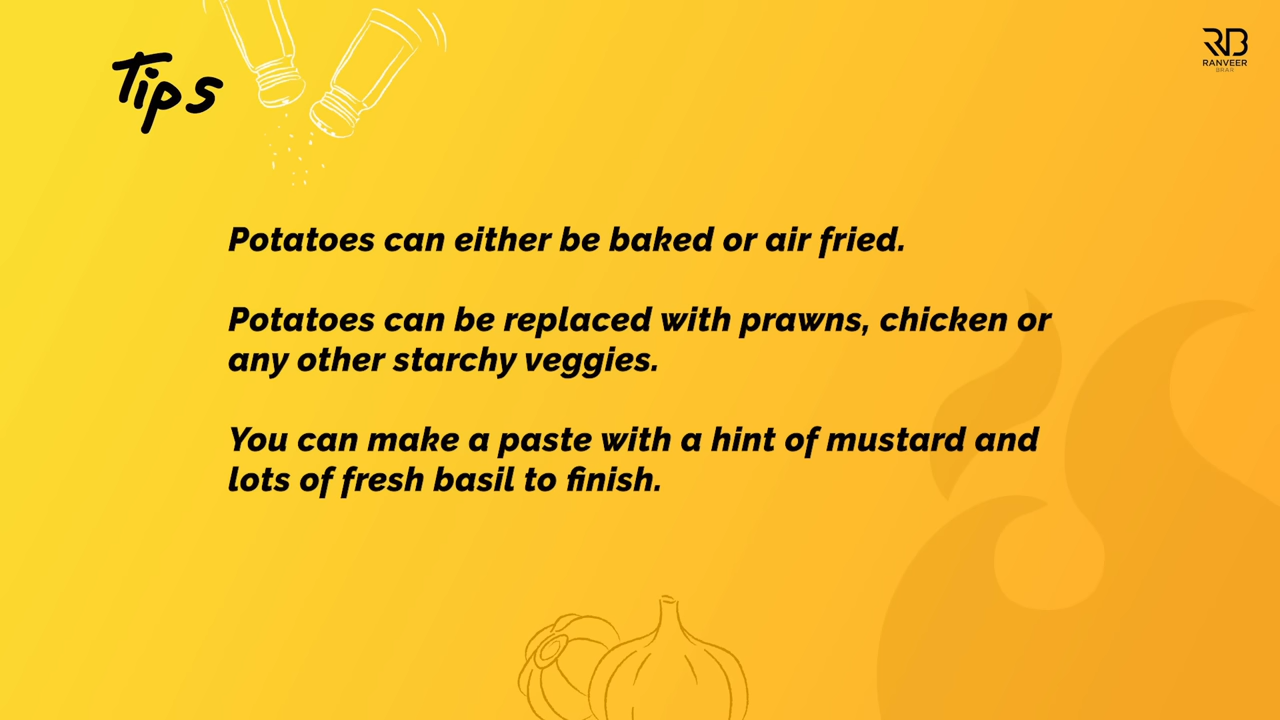 Tips
RB
RANVEER
BRAR
Potatoes can either be baked or air fried.
Potatoes can be replaced with prawns, chicken or
any other starchy veggies.
You can make a paste with a hint of mustard and
lots of fresh basil to finish.